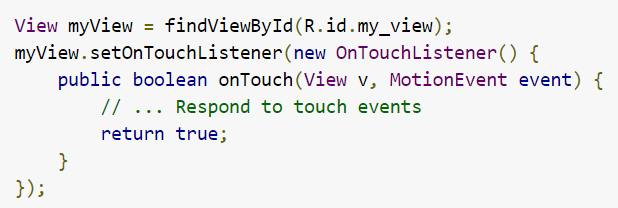 View myView = findViewById(R.id.my_view);
myView.setOnTouchListener(new OnTouchListener() {
    public boolean onTouch(View v, MotionEvent event) {
        // ... Respond to touch events
        return true;
    }
});